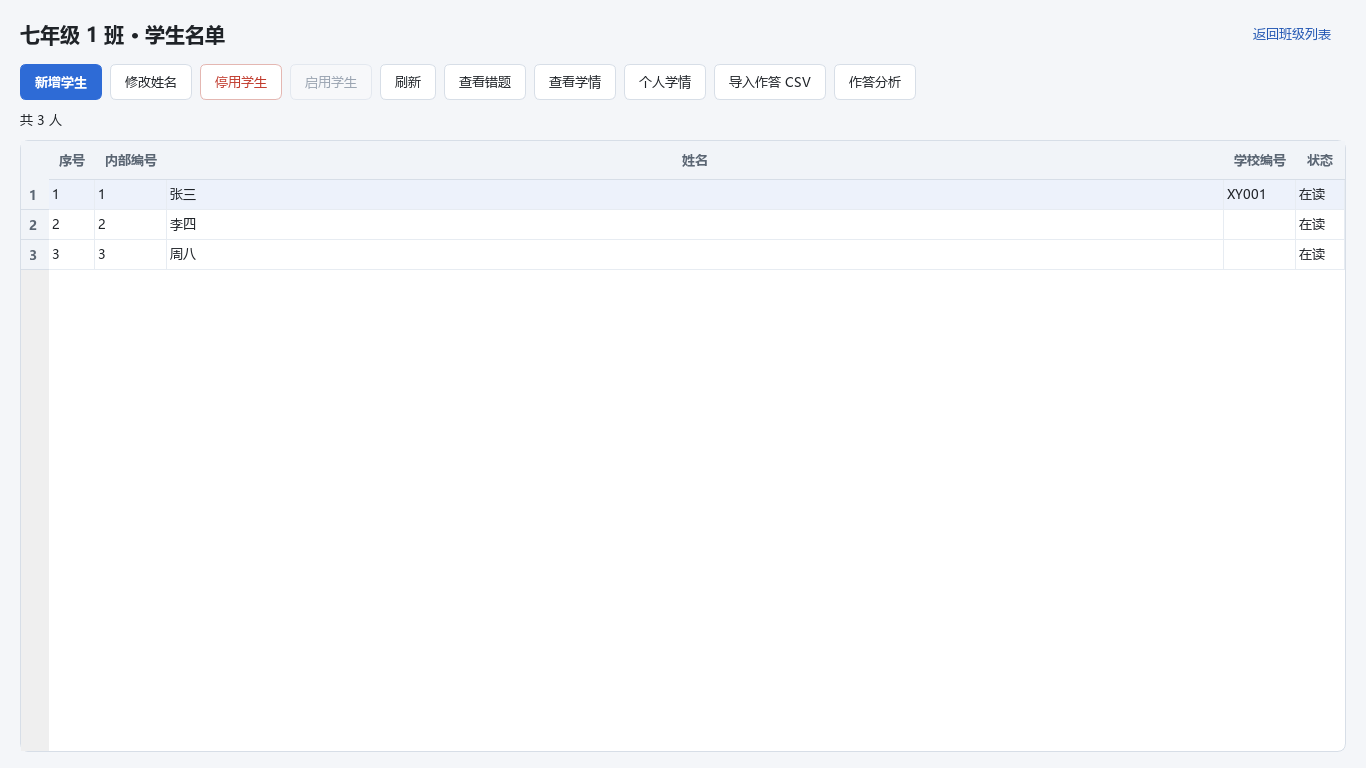 七年级 1 班 • 学生名单
返回班级列表
新增学生 修改姓名 停用学生 启用学生 刷新 查看错题 查看学情 个人学情 导入作答 CSV 作答分析
共 3 人
序号 内部编号 姓名 学校编号 状态
1 1 1 张三 XY001 在读
2 2 2 李四 在读
3 3 3 周八 在读